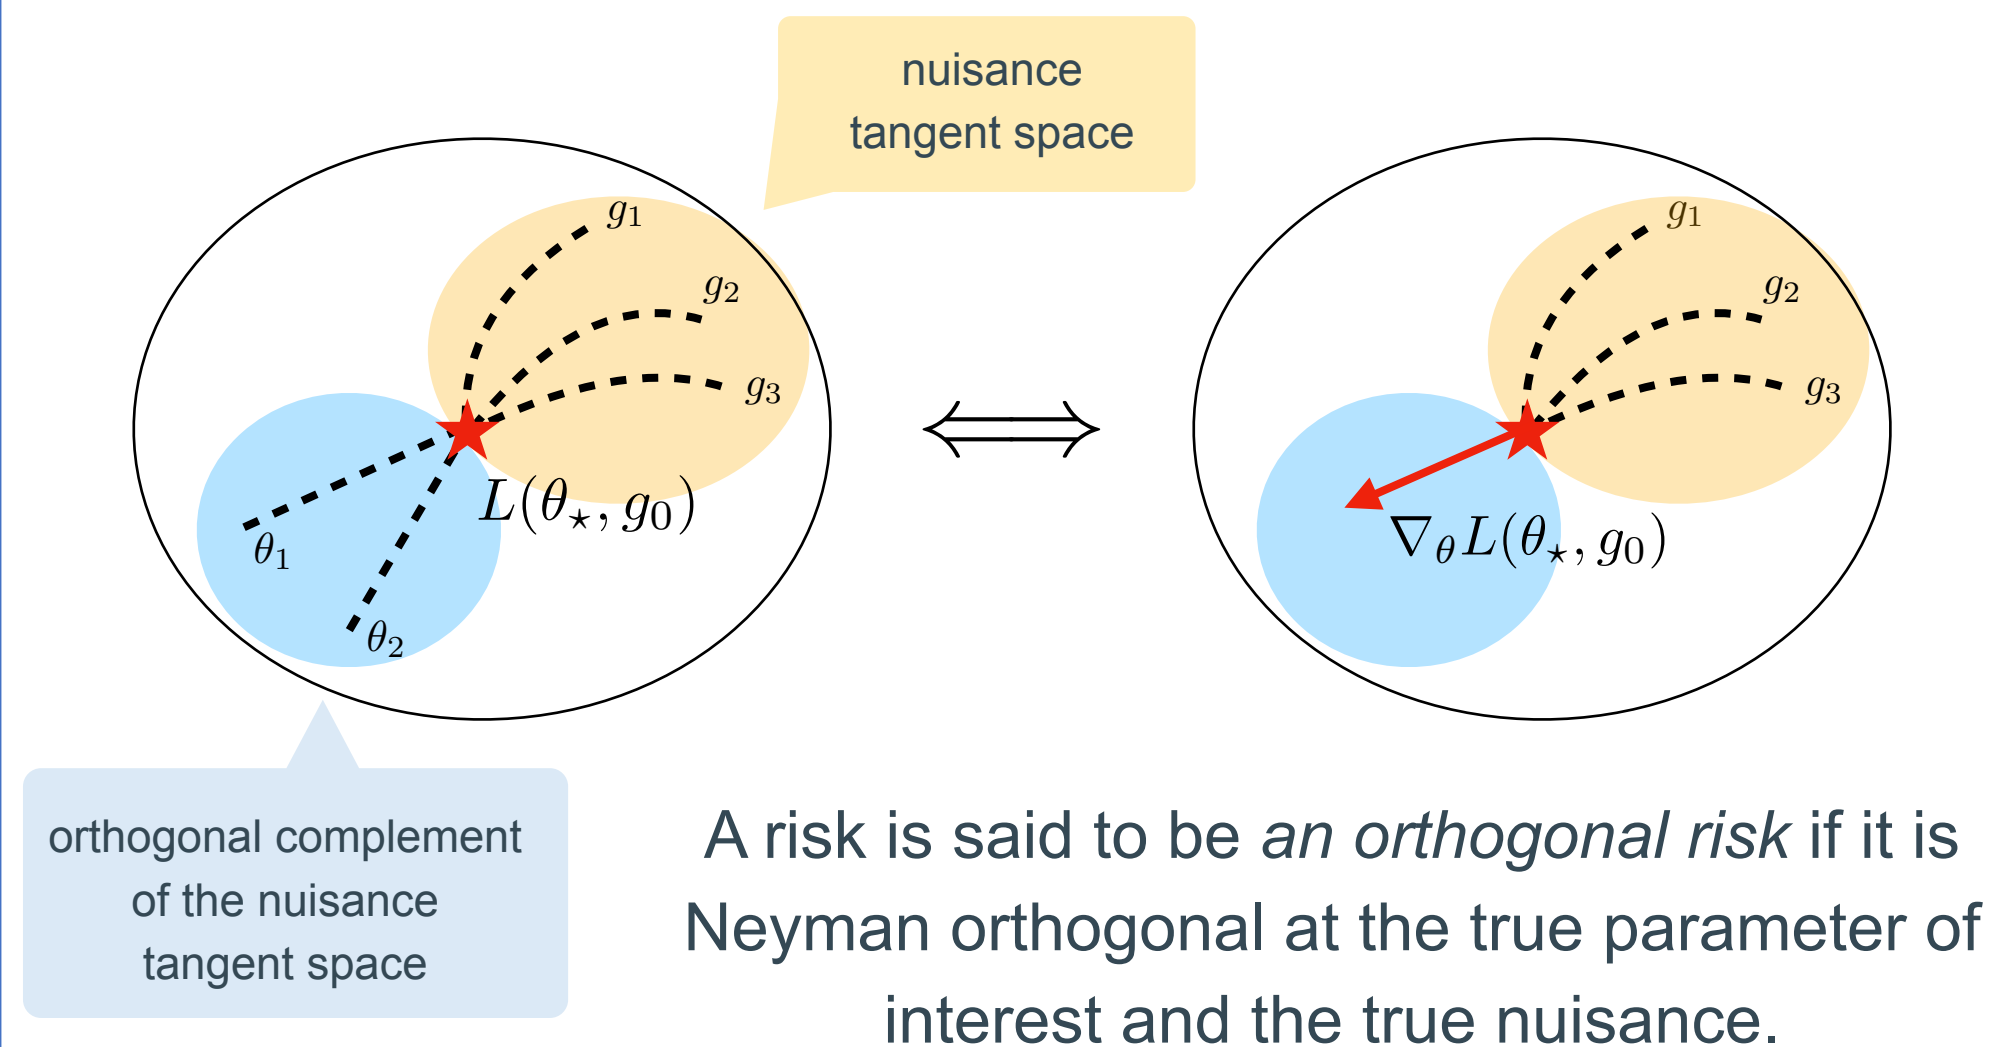 nuisance
tangent space
g₁
g₂
g₃
θ₁
θ₂
L(θ⋆, g₀)
⟺
g₁
g₂
g₃
∇θL(θ⋆, g₀)
orthogonal complement
of the nuisance
tangent space
A risk is said to be an orthogonal risk if it is
Neyman orthogonal at the true parameter of
interest and the true nuisance.